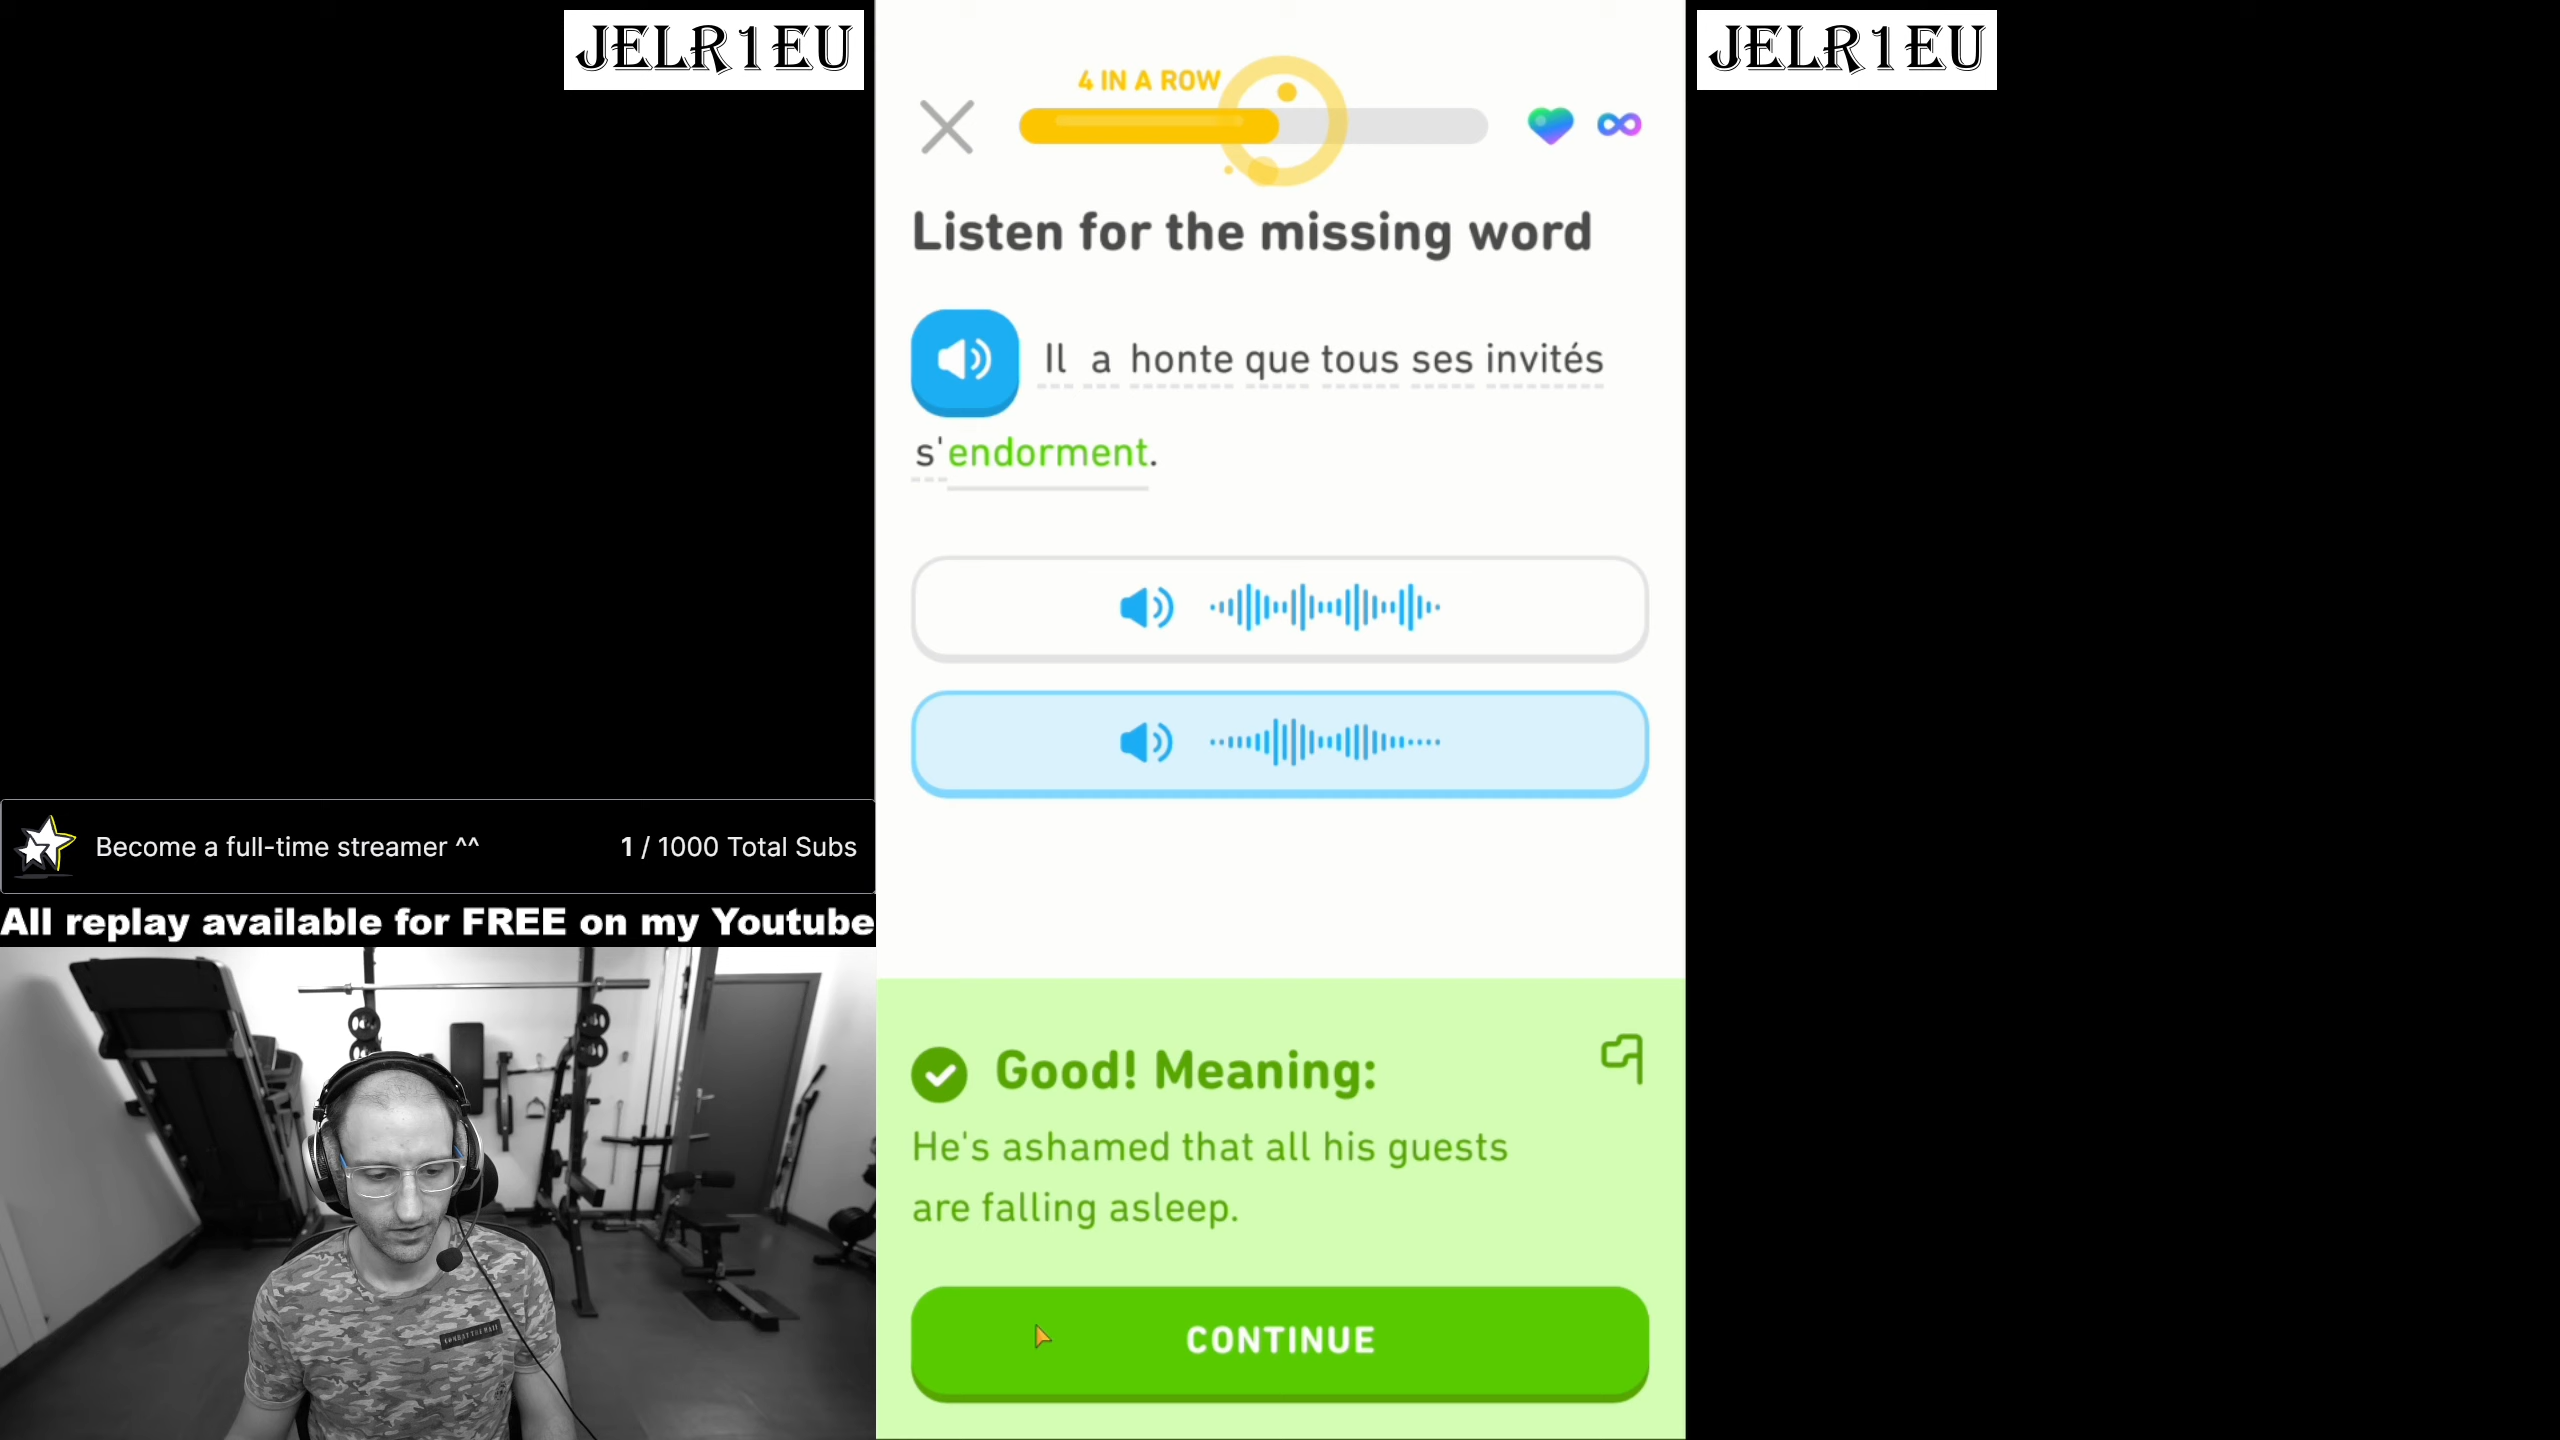 JELR1EU
JELR1EU
4 IN A ROW
Listen for the missing word
Il a honte que tous ses invités
s'endorment.
Become a full-time streamer ^^
1 / 1000 Total Subs
All replay available for FREE on my Youtube
Good! Meaning:
He's ashamed that all his guests
are falling asleep.
CONTINUE